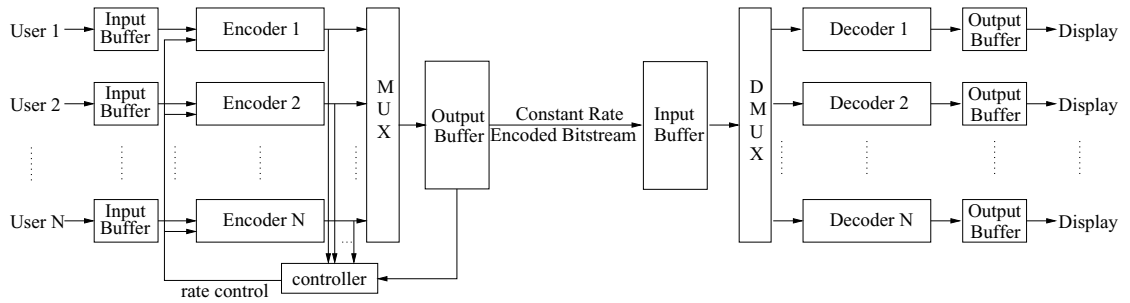 User 1
Input
Buffer
Encoder 1
Decoder 1
Output
Buffer
Display
User 2
Input
Buffer
Encoder 2
M
U
X
Output
Buffer
Constant Rate
Encoded Bitstream
Input
Buffer
D
M
U
X
Decoder 2
Output
Buffer
Display
User N
Input
Buffer
Encoder N
Decoder N
Output
Buffer
Display
controller
rate control